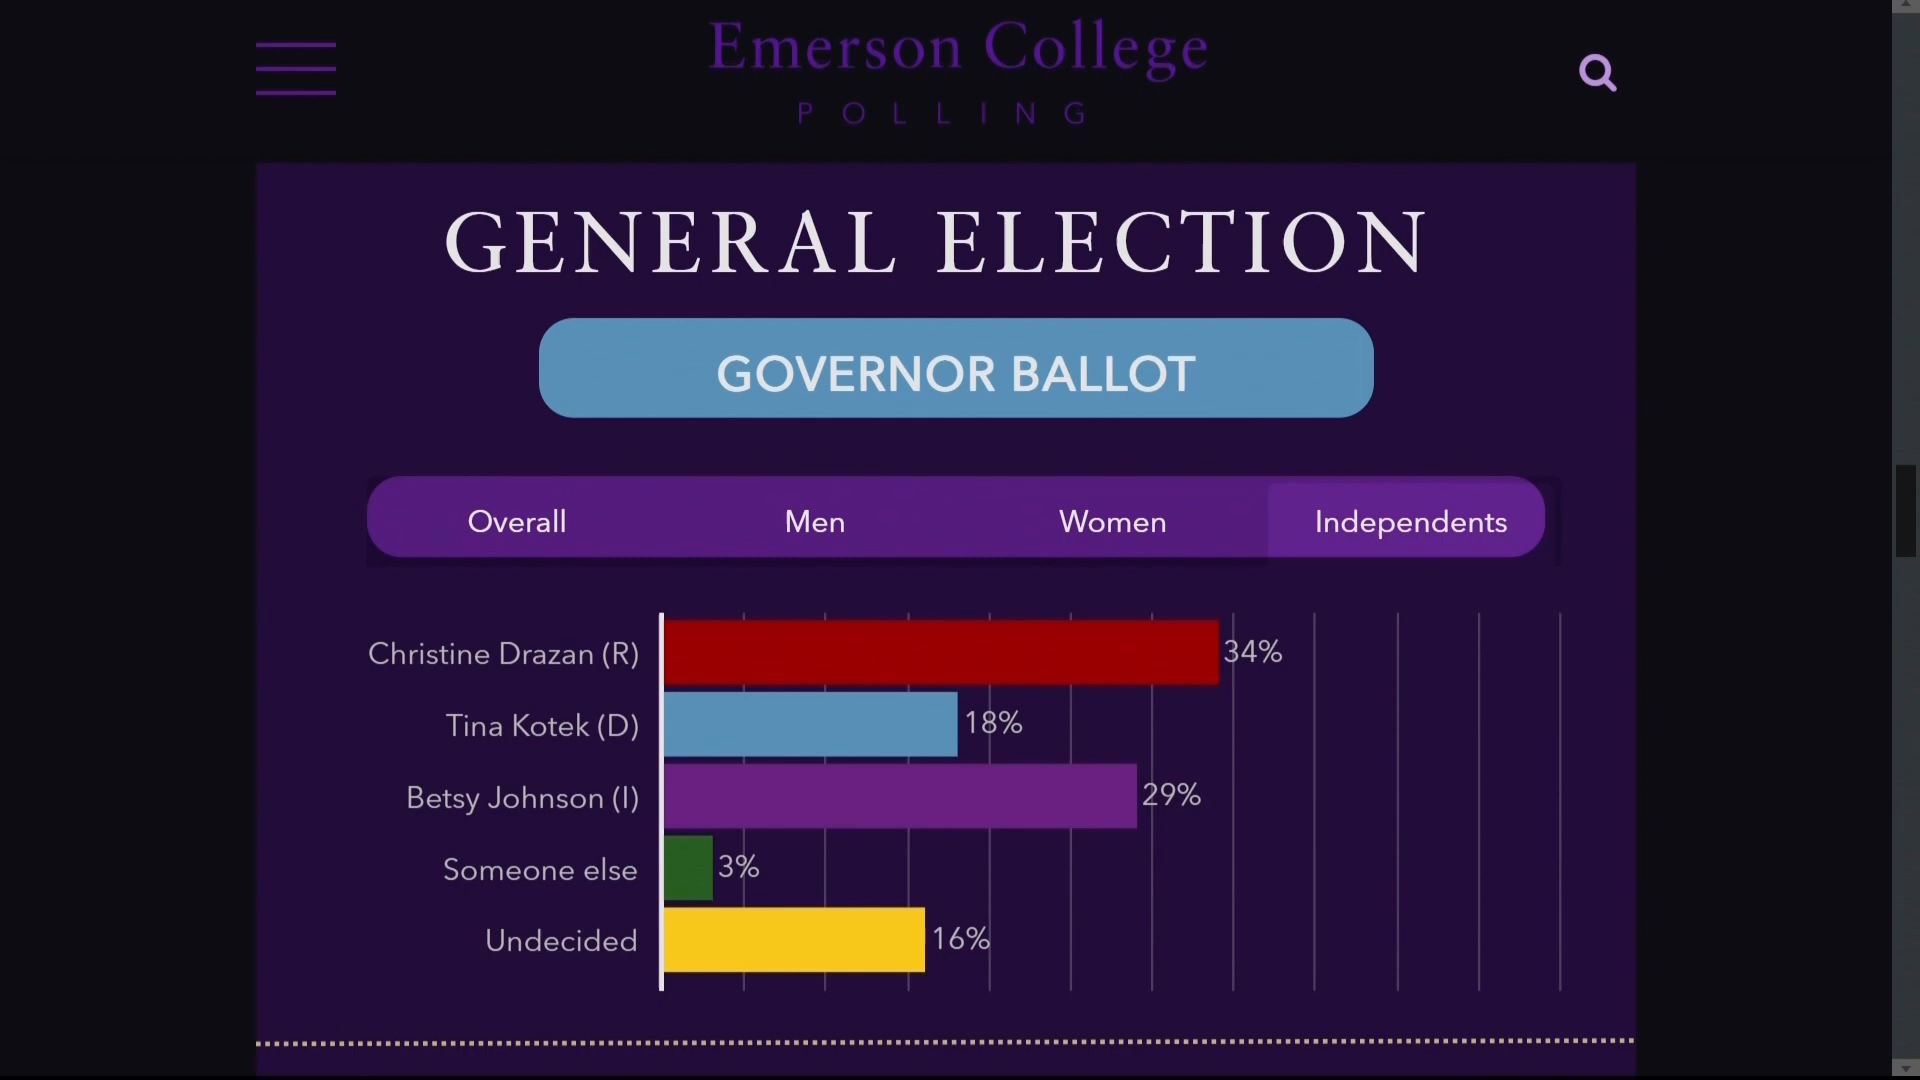 Emerson College
POLLING
GENERAL ELECTION
GOVERNOR BALLOT
Overall Men Women Independents
Christine Drazan (R) 34%
Tina Kotek (D) 18%
Betsy Johnson (I) 29%
Someone else 3%
Undecided 16%